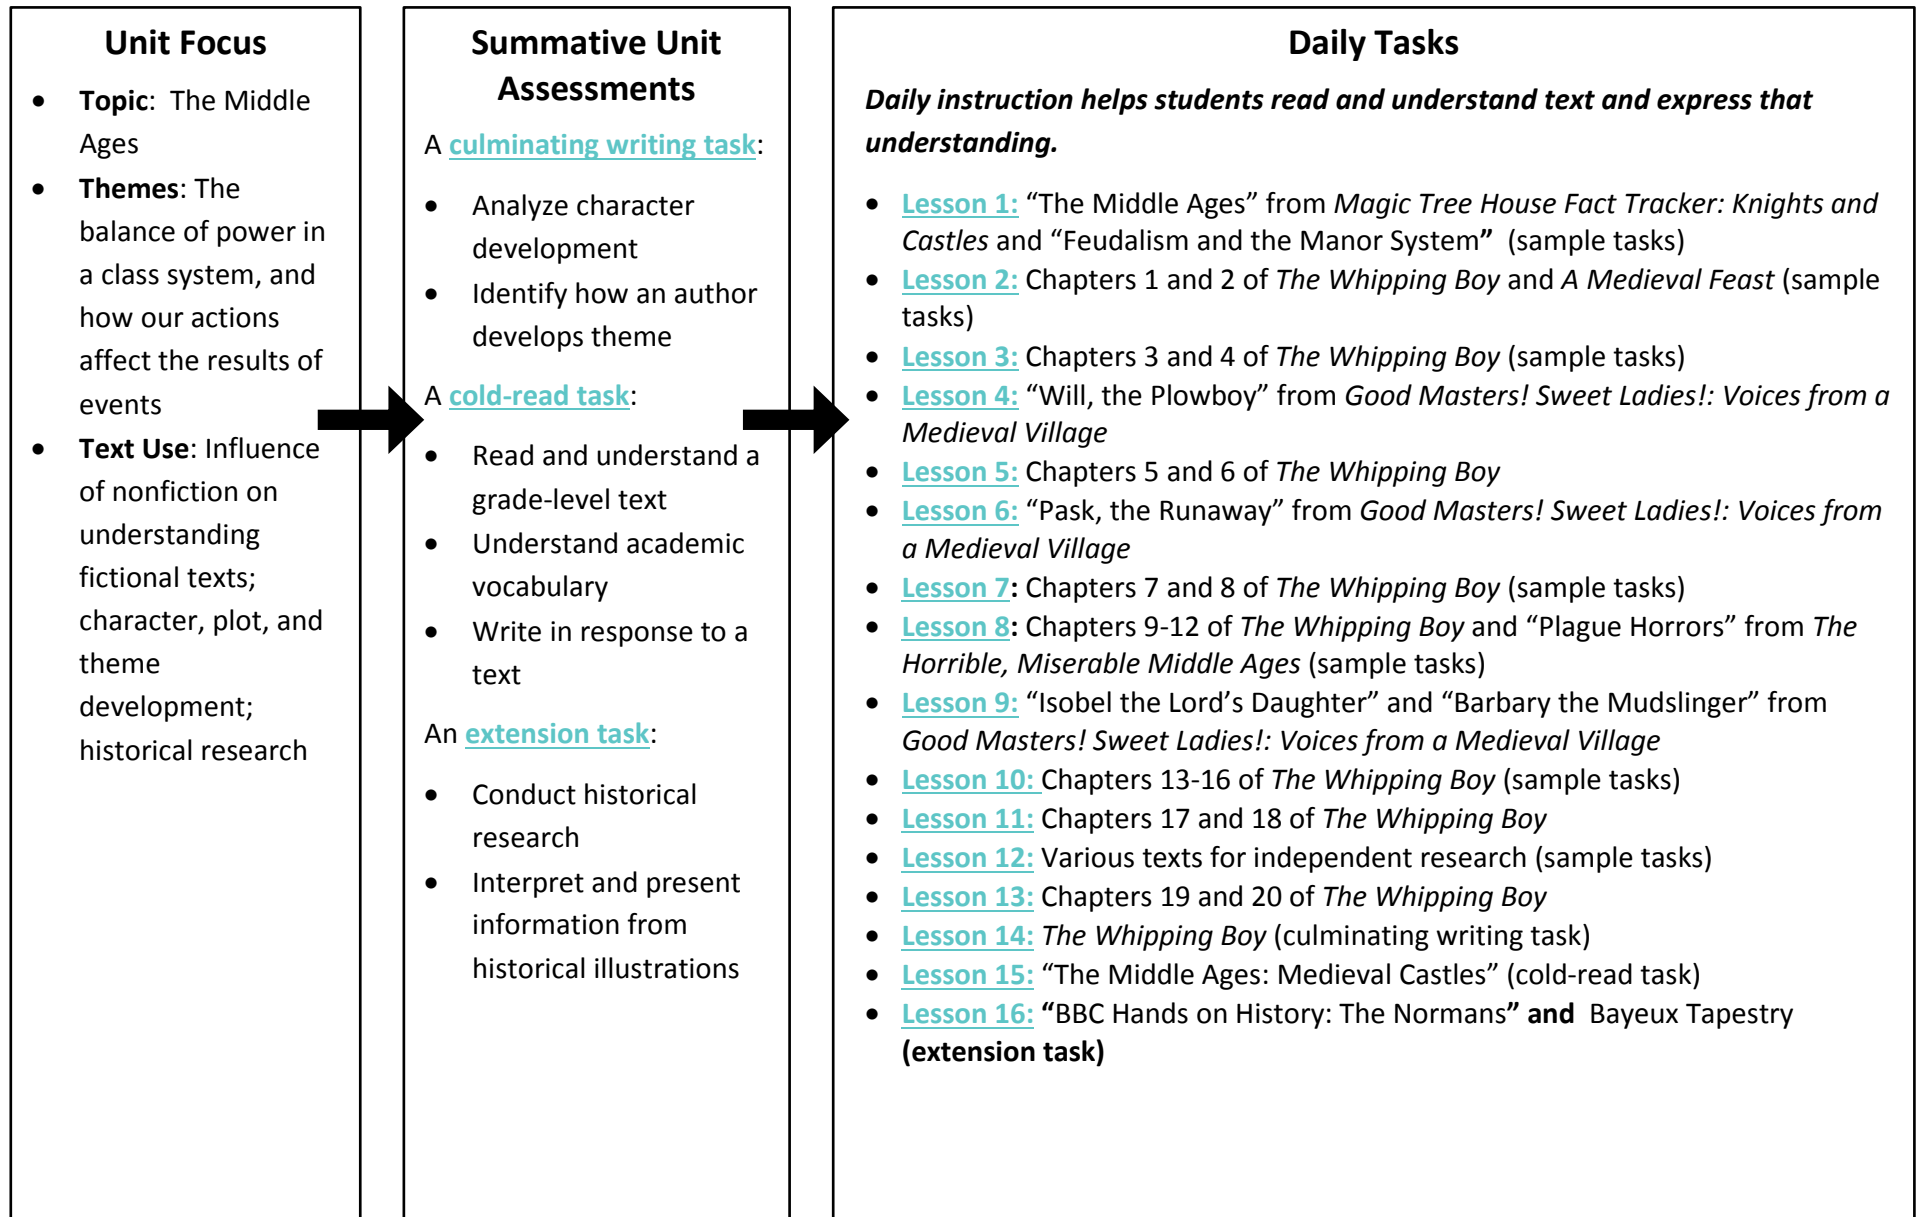 Unit Focus
• Topic: The Middle
Ages
• Themes: The
balance of power in
a class system, and
how our actions
affect the results of
events
• Text Use: Influence
of nonfiction on
understanding
fictional texts;
character, plot, and
theme
development;
historical research
Summative Unit
Assessments
A culminating writing task:
• Analyze character
development
• Identify how an author
develops theme
A cold-read task:
• Read and understand a
grade-level text
• Understand academic
vocabulary
• Write in response to a
text
An extension task:
• Conduct historical
research
• Interpret and present
information from
historical illustrations
Daily Tasks
Daily instruction helps students read and understand text and express that
understanding.
• Lesson 1: “The Middle Ages” from Magic Tree House Fact Tracker: Knights and
Castles and “Feudalism and the Manor System” (sample tasks)
• Lesson 2: Chapters 1 and 2 of The Whipping Boy and A Medieval Feast (sample
tasks)
• Lesson 3: Chapters 3 and 4 of The Whipping Boy (sample tasks)
• Lesson 4: “Will, the Plowboy” from Good Masters! Sweet Ladies!: Voices from a
Medieval Village
• Lesson 5: Chapters 5 and 6 of The Whipping Boy
• Lesson 6: “Pask, the Runaway” from Good Masters! Sweet Ladies!: Voices from
a Medieval Village
• Lesson 7: Chapters 7 and 8 of The Whipping Boy (sample tasks)
• Lesson 8: Chapters 9-12 of The Whipping Boy and “Plague Horrors” from The
Horrible, Miserable Middle Ages (sample tasks)
• Lesson 9: “Isobel the Lord’s Daughter” and “Barbary the Mudslinger” from
Good Masters! Sweet Ladies!: Voices from a Medieval Village
• Lesson 10: Chapters 13-16 of The Whipping Boy (sample tasks)
• Lesson 11: Chapters 17 and 18 of The Whipping Boy
• Lesson 12: Various texts for independent research (sample tasks)
• Lesson 13: Chapters 19 and 20 of The Whipping Boy
• Lesson 14: The Whipping Boy (culminating writing task)
• Lesson 15: “The Middle Ages: Medieval Castles” (cold-read task)
• Lesson 16: “BBC Hands on History: The Normans” and Bayeux Tapestry
(extension task)